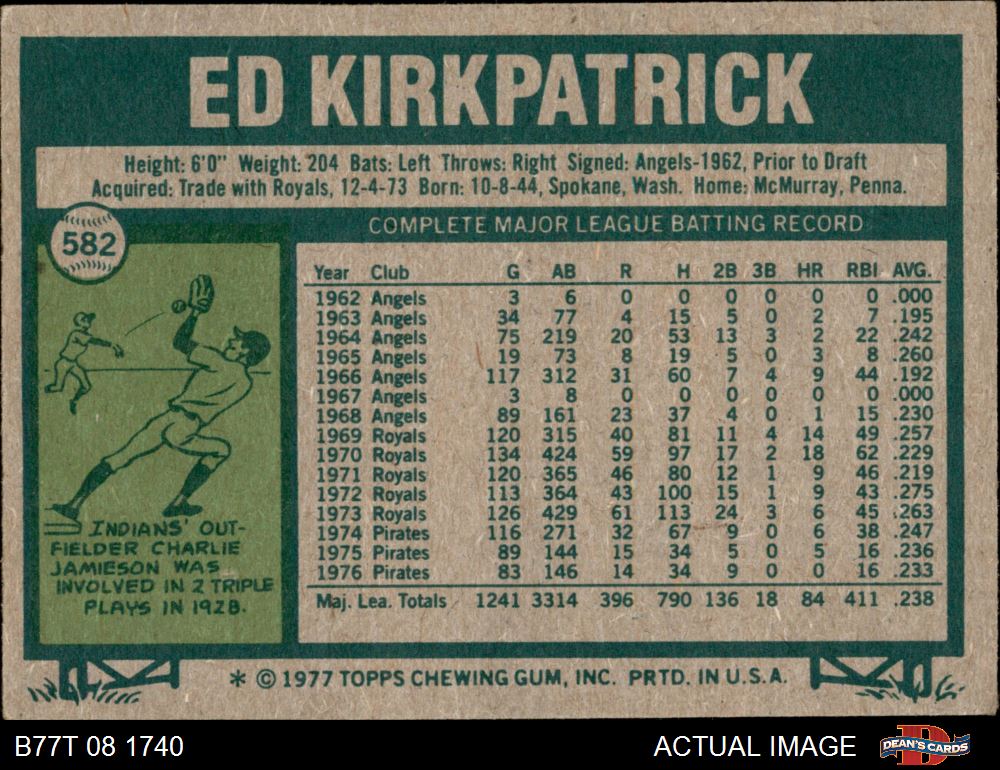 ED KIRKPATRICK
Height: 6'0" Weight: 204 Bats: Left Throws: Right Signed: Angels-1962, Prior to Draft
Acquired: Trade with Royals, 12-4-73 Born: 10-8-44, Spokane, Wash. Home: McMurray, Penna.
582
COMPLETE MAJOR LEAGUE BATTING RECORD
Year Club G AB R H 2B 3B HR RBI AVG.
1962 Angels 3 6 0 0 0 0 0 0 .000
1963 Angels 34 77 4 15 5 0 2 7 .195
1964 Angels 75 219 20 53 13 3 2 22 .242
1965 Angels 19 73 8 19 5 0 3 8 .260
1966 Angels 117 312 31 60 7 4 9 44 .192
1967 Angels 3 8 0 0 0 0 0 0 .000
1968 Angels 89 161 23 37 4 0 1 15 .230
1969 Royals 120 315 40 81 11 4 14 49 .257
1970 Royals 134 424 59 97 17 2 18 62 .229
1971 Royals 120 365 46 80 12 1 9 46 .219
1972 Royals 113 364 43 100 15 1 9 43 .275
1973 Royals 126 429 61 113 24 3 6 45 .263
1974 Pirates 116 271 32 67 9 0 6 38 .247
1975 Pirates 89 144 15 34 5 0 5 16 .236
1976 Pirates 83 146 14 34 9 0 0 16 .233
Maj. Lea. Totals 1241 3314 396 790 136 18 84 411 .238
INDIANS' OUT-
FIELDER CHARLIE
JAMIESON WAS
INVOLVED IN 2 TRIPLE
PLAYS IN 1928.
* © 1977 TOPPS CHEWING GUM, INC. PRTD. IN U.S.A.
B77T 08 1740
ACTUAL IMAGE
D
DEAN'S CARDS